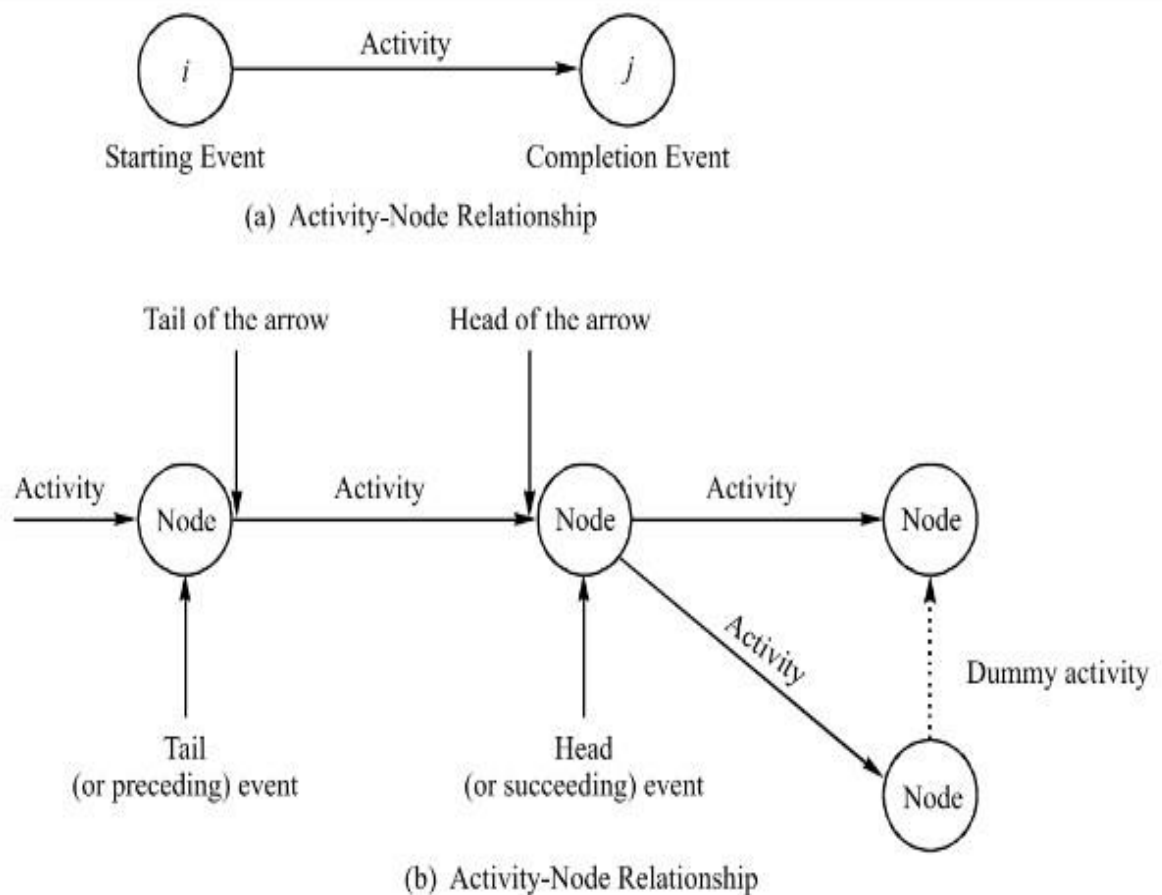 Activity
i
j
Starting Event
Completion Event
(a) Activity-Node Relationship
Tail of the arrow
Head of the arrow
Activity
Activity
Activity
Node
Node
Node
Activity
Dummy activity
Tail
(or preceding) event
Head
(or succeeding) event
Node
(b) Activity-Node Relationship